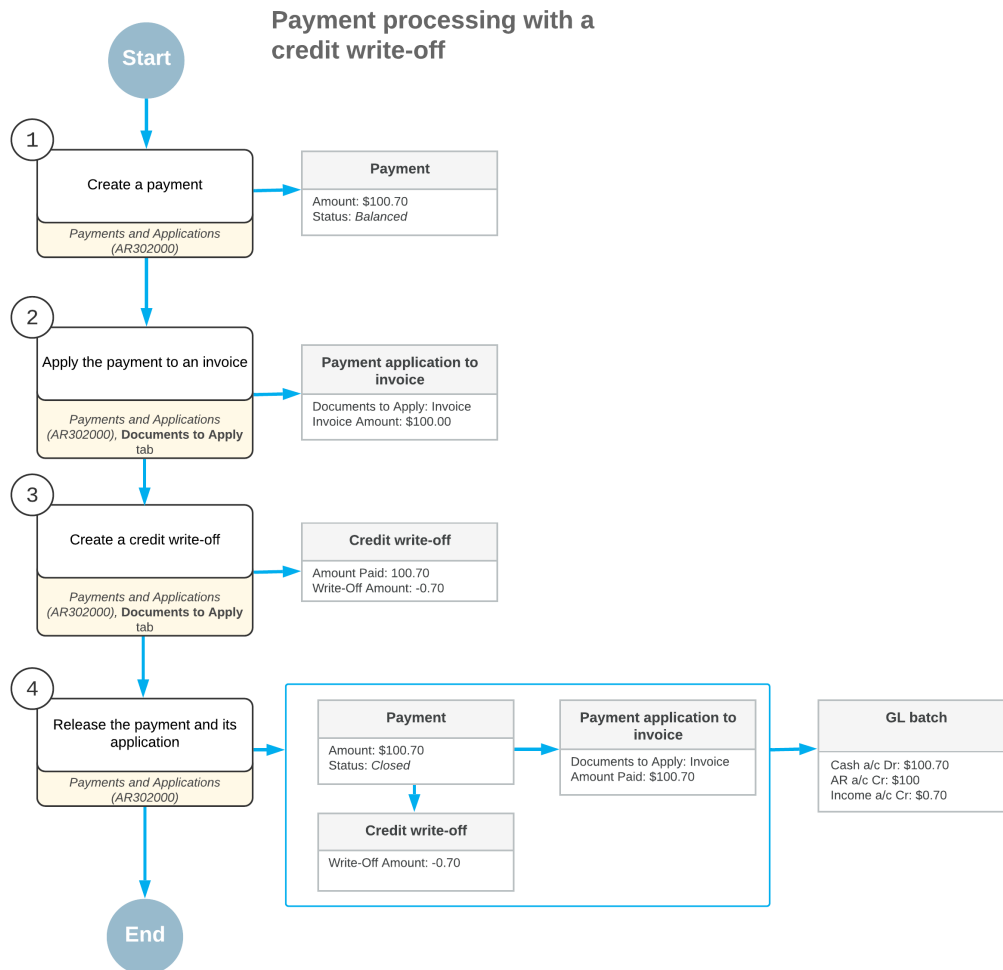 Payment processing with a
credit write-off
Start
1
Create a payment
Payments and Applications
(AR302000)
Payment
Amount: $100.70
Status: Balanced
2
Apply the payment to an invoice
Payments and Applications
(AR302000), Documents to Apply
tab
Payment application to
invoice
Documents to Apply: Invoice
Invoice Amount: $100.00
3
Create a credit write-off
Payments and Applications
(AR302000), Documents to Apply
tab
Credit write-off
Amount Paid: 100.70
Write-Off Amount: -0.70
4
Release the payment and its
application
Payments and Applications
(AR302000)
Payment
Amount: $100.70
Status: Closed
Payment application to
invoice
Documents to Apply: Invoice
Amount Paid: $100.70
GL batch
Cash a/c Dr: $100.70
AR a/c Cr: $100
Income a/c Cr: $0.70
Credit write-off
Write-Off Amount: -0.70
End